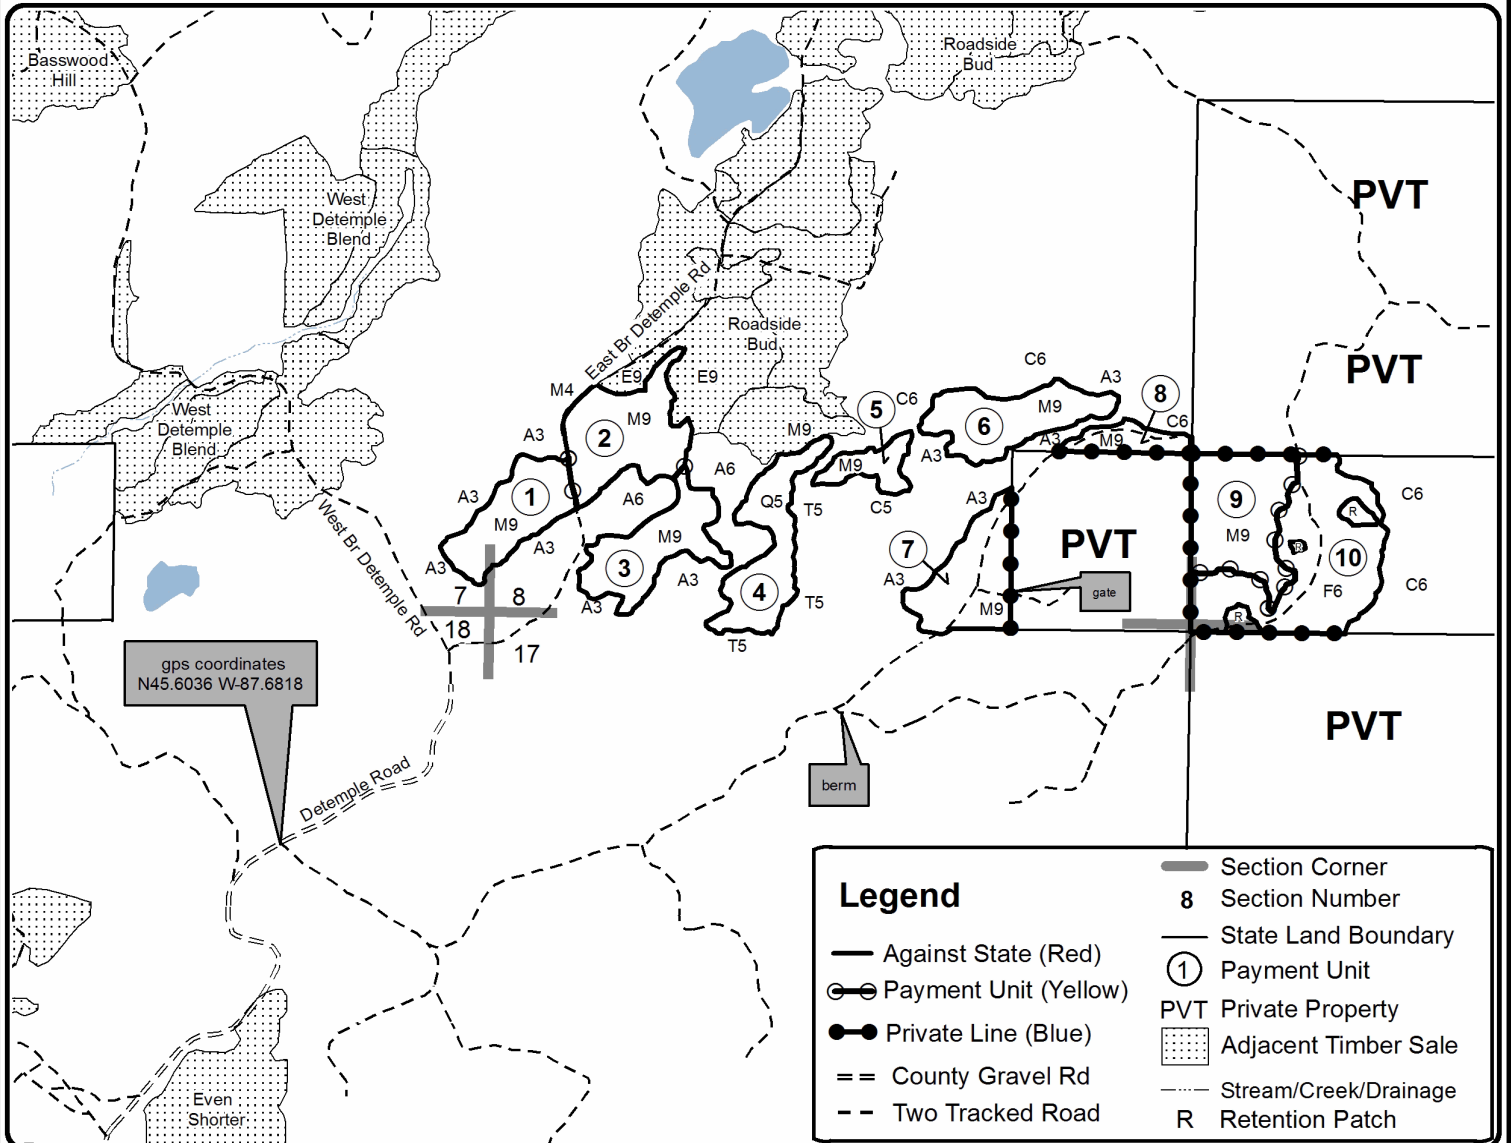 Basswood
Hill
Roadside
Bud
West
Detemple
Blend
PVT
East Br Detemple Rd
Roadside
Bud
PVT
C6
A3
8
E9
E9
M4
M9
5
C6
M9
6
C6
West
Detemple
Blend
M9
2
A3
A3
M9
A3
M9
A6
1
A6
Q5
T5
C5
A3
9
C6
A3
M9
M9
R
West Br Detemple Rd
A3
M9
7
PVT
M9
R
10
A3
3
A3
4
A3
gate
F6
C6
7
8
A3
T5
M9
R
18
17
T5
gps coordinates
N45.6036 W-87.6818
PVT
Detemple Road
berm
Even
Shorter
Legend
Against State (Red)
Payment Unit (Yellow)
Private Line (Blue)
County Gravel Rd
Two Tracked Road
Section Corner
8 Section Number
State Land Boundary
1 Payment Unit
PVT Private Property
Adjacent Timber Sale
Stream/Creek/Drainage
R Retention Patch